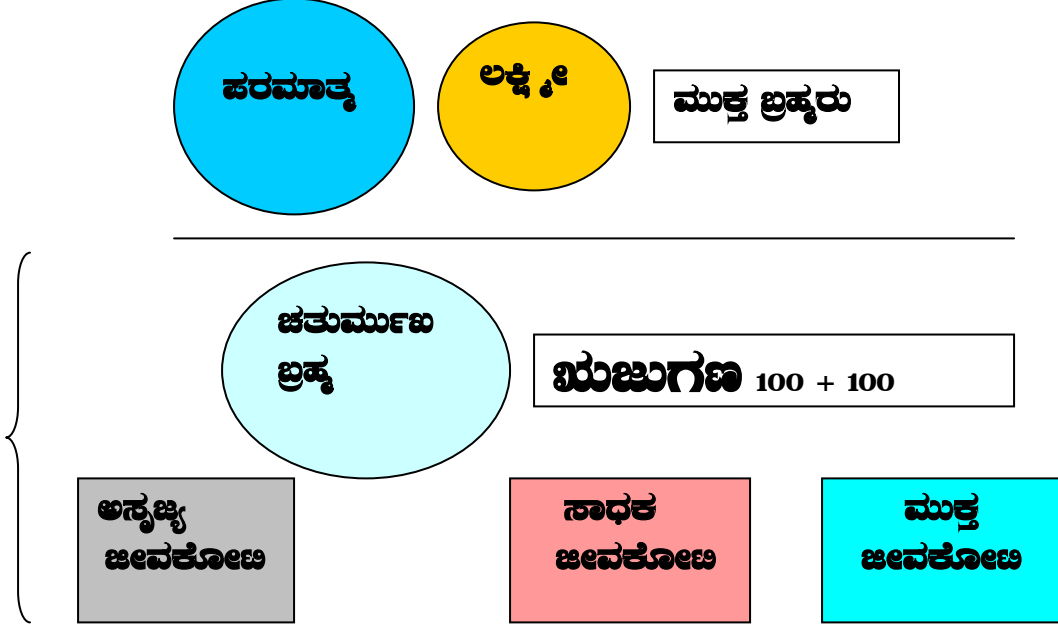 ಪರಮಾತ್ಮ
ಲಕ್ಷ್ಮೀ
ಮುಕ್ತ ಬ್ರಹ್ಮರು
ಚತುರ್ಮುಖ
ಬ್ರಹ್ಮ
ಋಜುಗಣ 100 + 100
ಅಸೃಜ್ಯ
ಜೀವಕೋಟಿ
ಸಾಧಕ
ಜೀವಕೋಟಿ
ಮುಕ್ತ
ಜೀವಕೋಟಿ